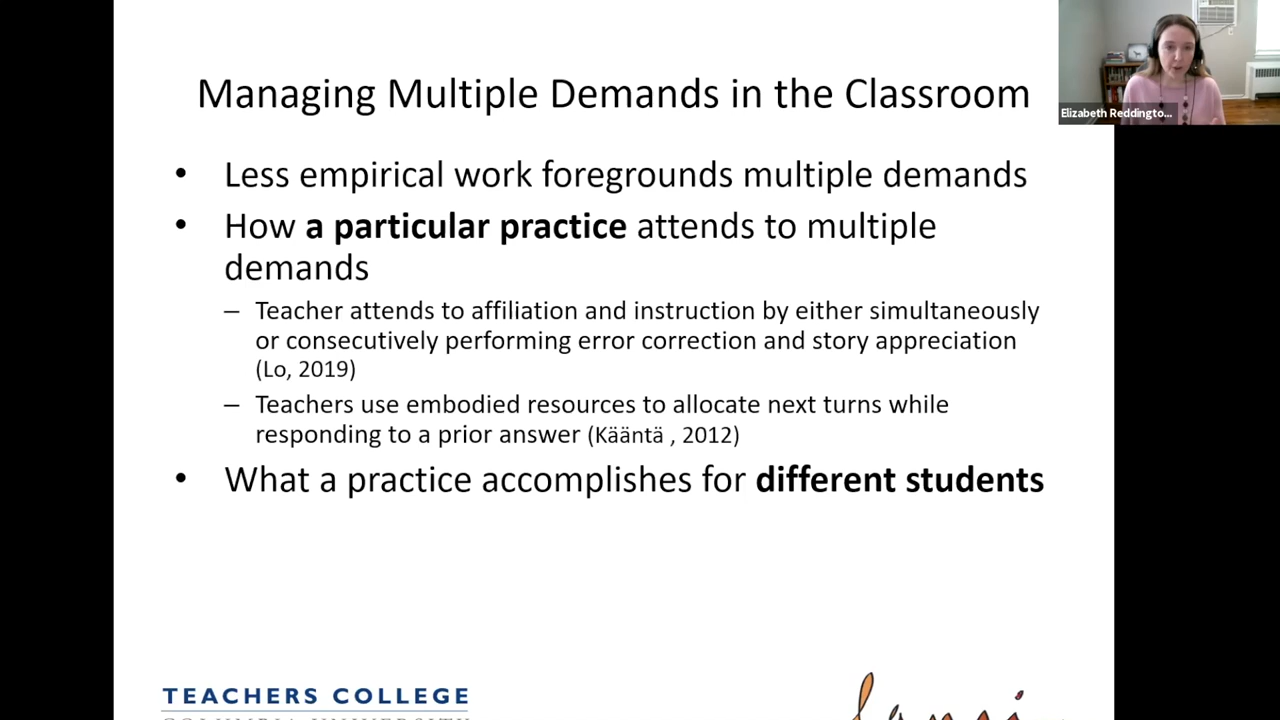 Managing Multiple Demands in the Classroom
Elizabeth Reddingto...
• Less empirical work foregrounds multiple demands
• How a particular practice attends to multiple
demands
– Teacher attends to affiliation and instruction by either simultaneously
or consecutively performing error correction and story appreciation
(Lo, 2019)
– Teachers use embodied resources to allocate next turns while
responding to a prior answer (Kääntä , 2012)
• What a practice accomplishes for different students
TEACHERS COLLEGE
COLUMBIA UNIVERSITY